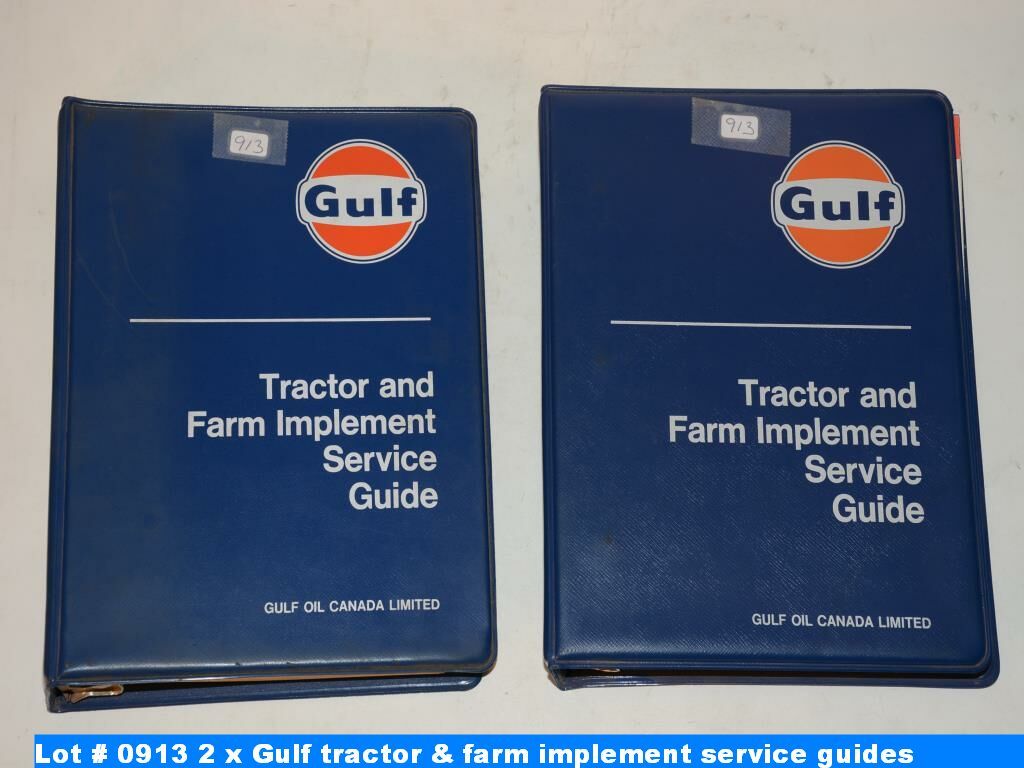 913
Gulf
Tractor and
Farm Implement
Service
Guide
GULF OIL CANADA LIMITED
913
Gulf
Tractor and
Farm Implement
Service
Guide
GULF OIL CANADA LIMITED
Lot # 0913 2 x Gulf tractor & farm implement service guides